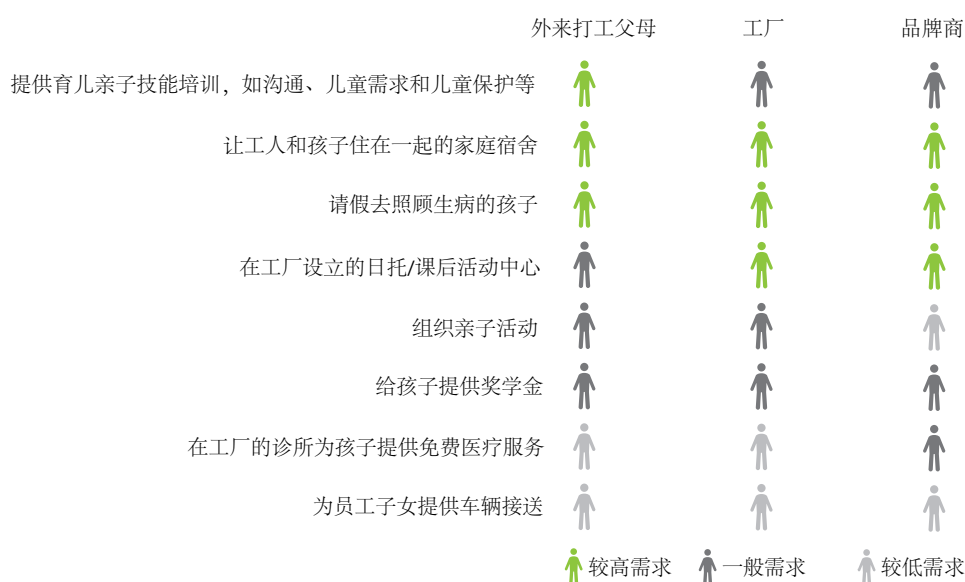 外来打工父母 工厂 品牌商
提供育儿亲子技能培训，如沟通、儿童需求和儿童保护等
让工人和孩子住在一起的家庭宿舍
请假去照顾生病的孩子
在工厂设立的日托/课后活动中心
组织亲子活动
给孩子提供奖学金
在工厂的诊所为孩子提供免费医疗服务
为员工子女提供车辆接送
较高需求 一般需求 较低需求